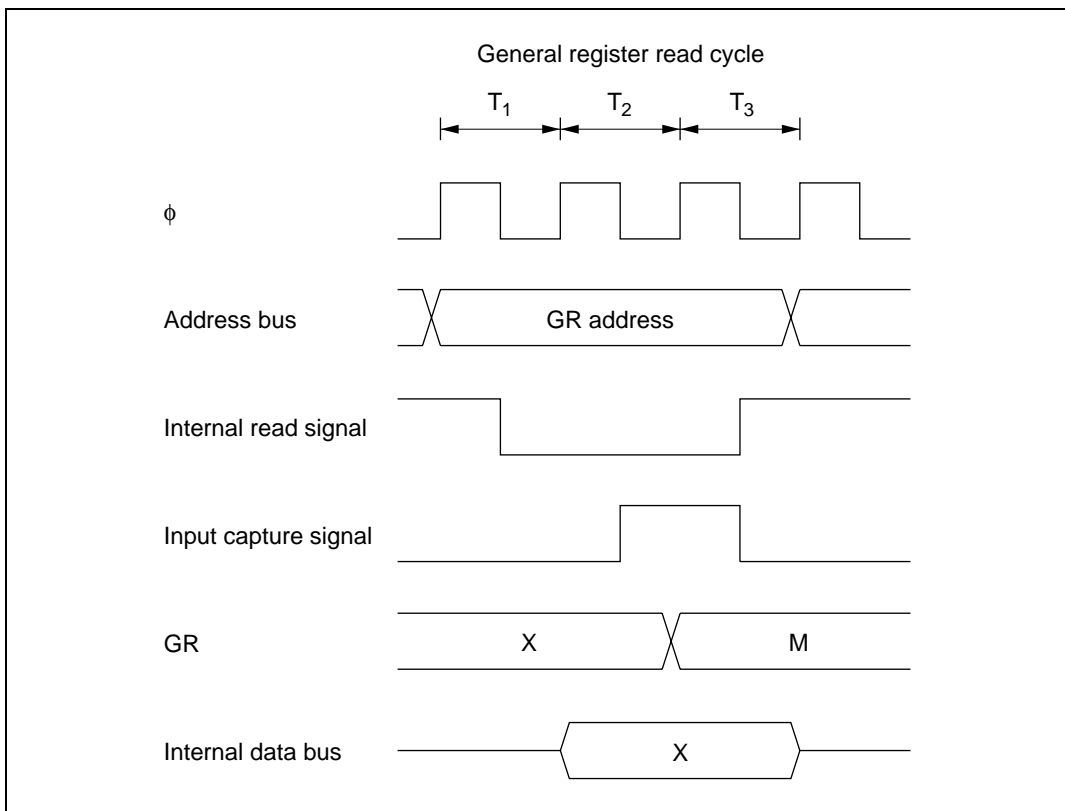 General register read cycle
T1 T2 T3
ϕ
Address bus GR address
Internal read signal
Input capture signal
GR X M
Internal data bus X